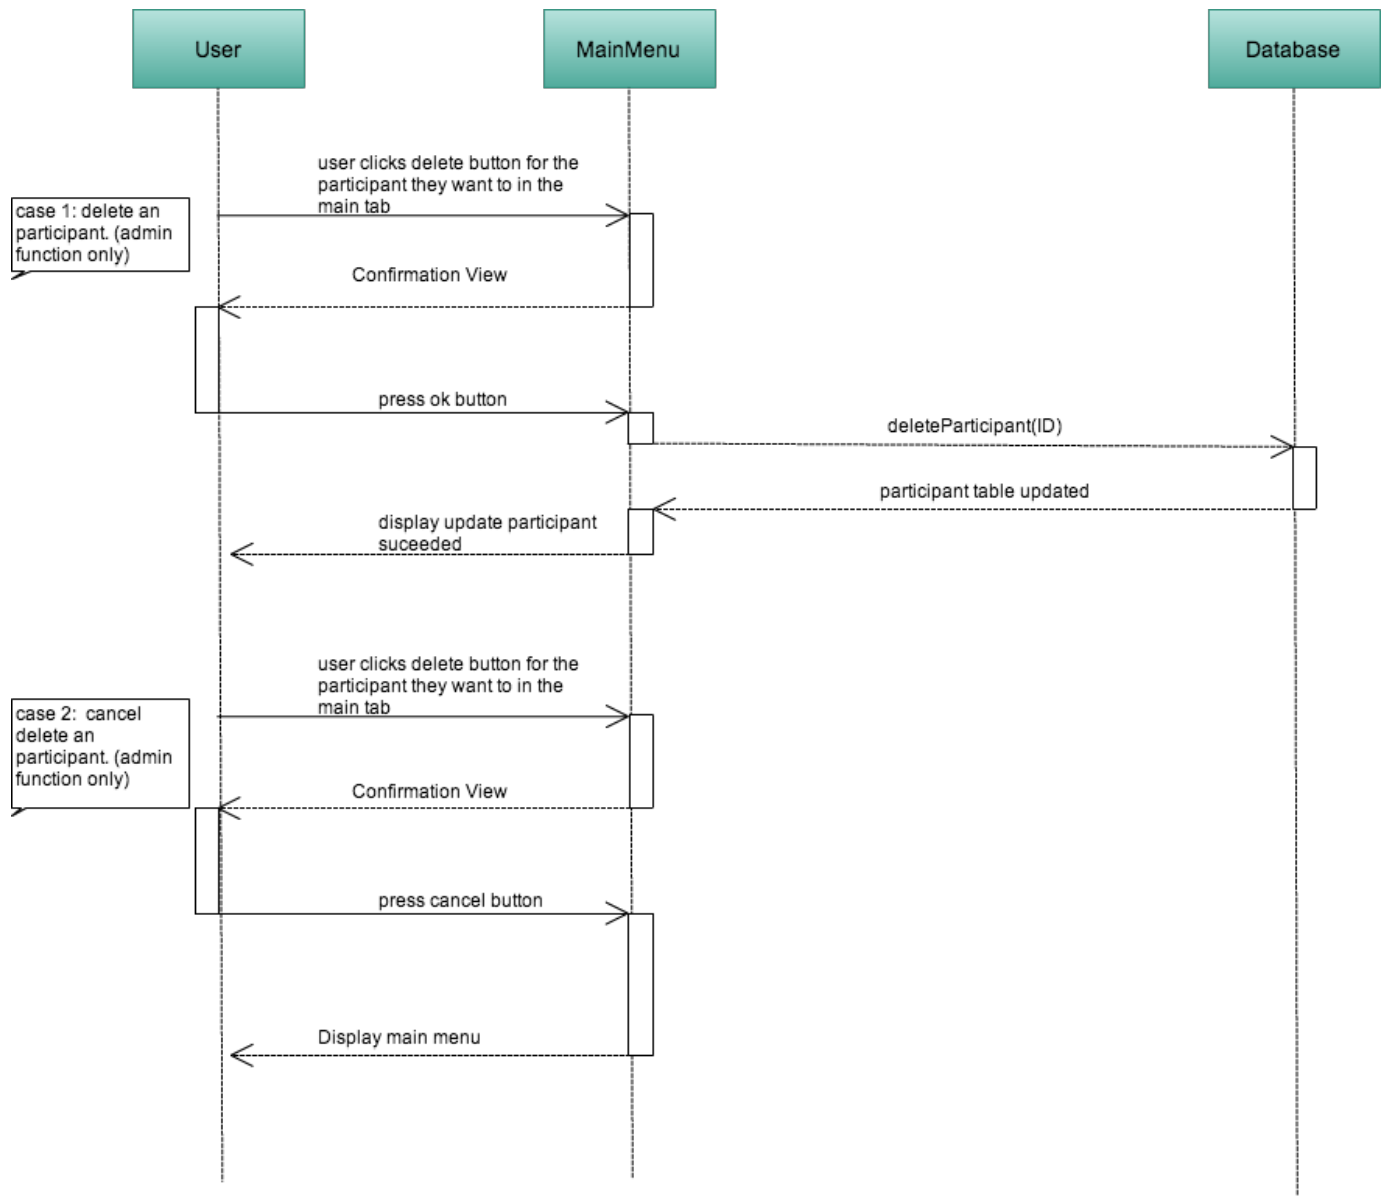 User
MainMenu
Database
user clicks delete button for the
participant they want to in the
main tab
case 1: delete an
participant. (admin
function only)
Confirmation View
press ok button
deleteParticipant(ID)
participant table updated
display update participant
suceeded
user clicks delete button for the
participant they want to in the
main tab
case 2:  cancel
delete an
participant. (admin
function only)
Confirmation View
press cancel button
Display main menu